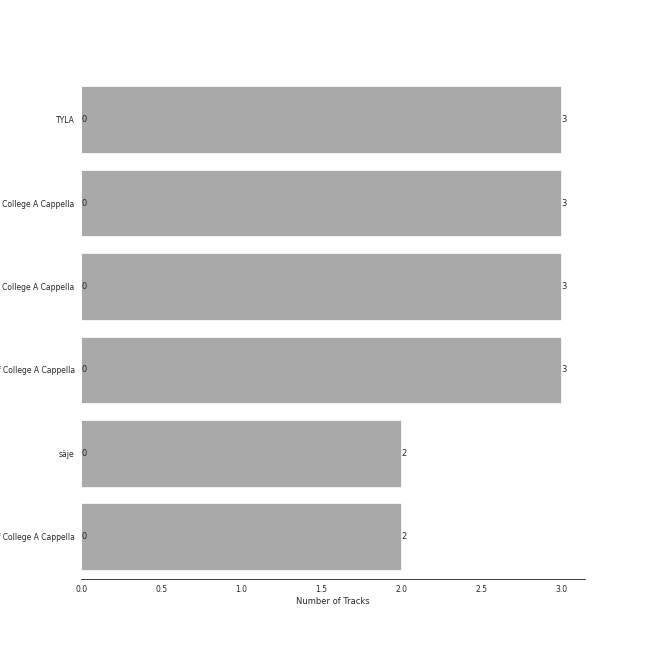 TYLA 0 3
College A Cappella 0 3
College A Cappella 0 3
College A Cappella 0 3
säje 0 2
College A Cappella 0 2
0.0 0.5 1.0 1.5 2.0 2.5 3.0
Number of Tracks